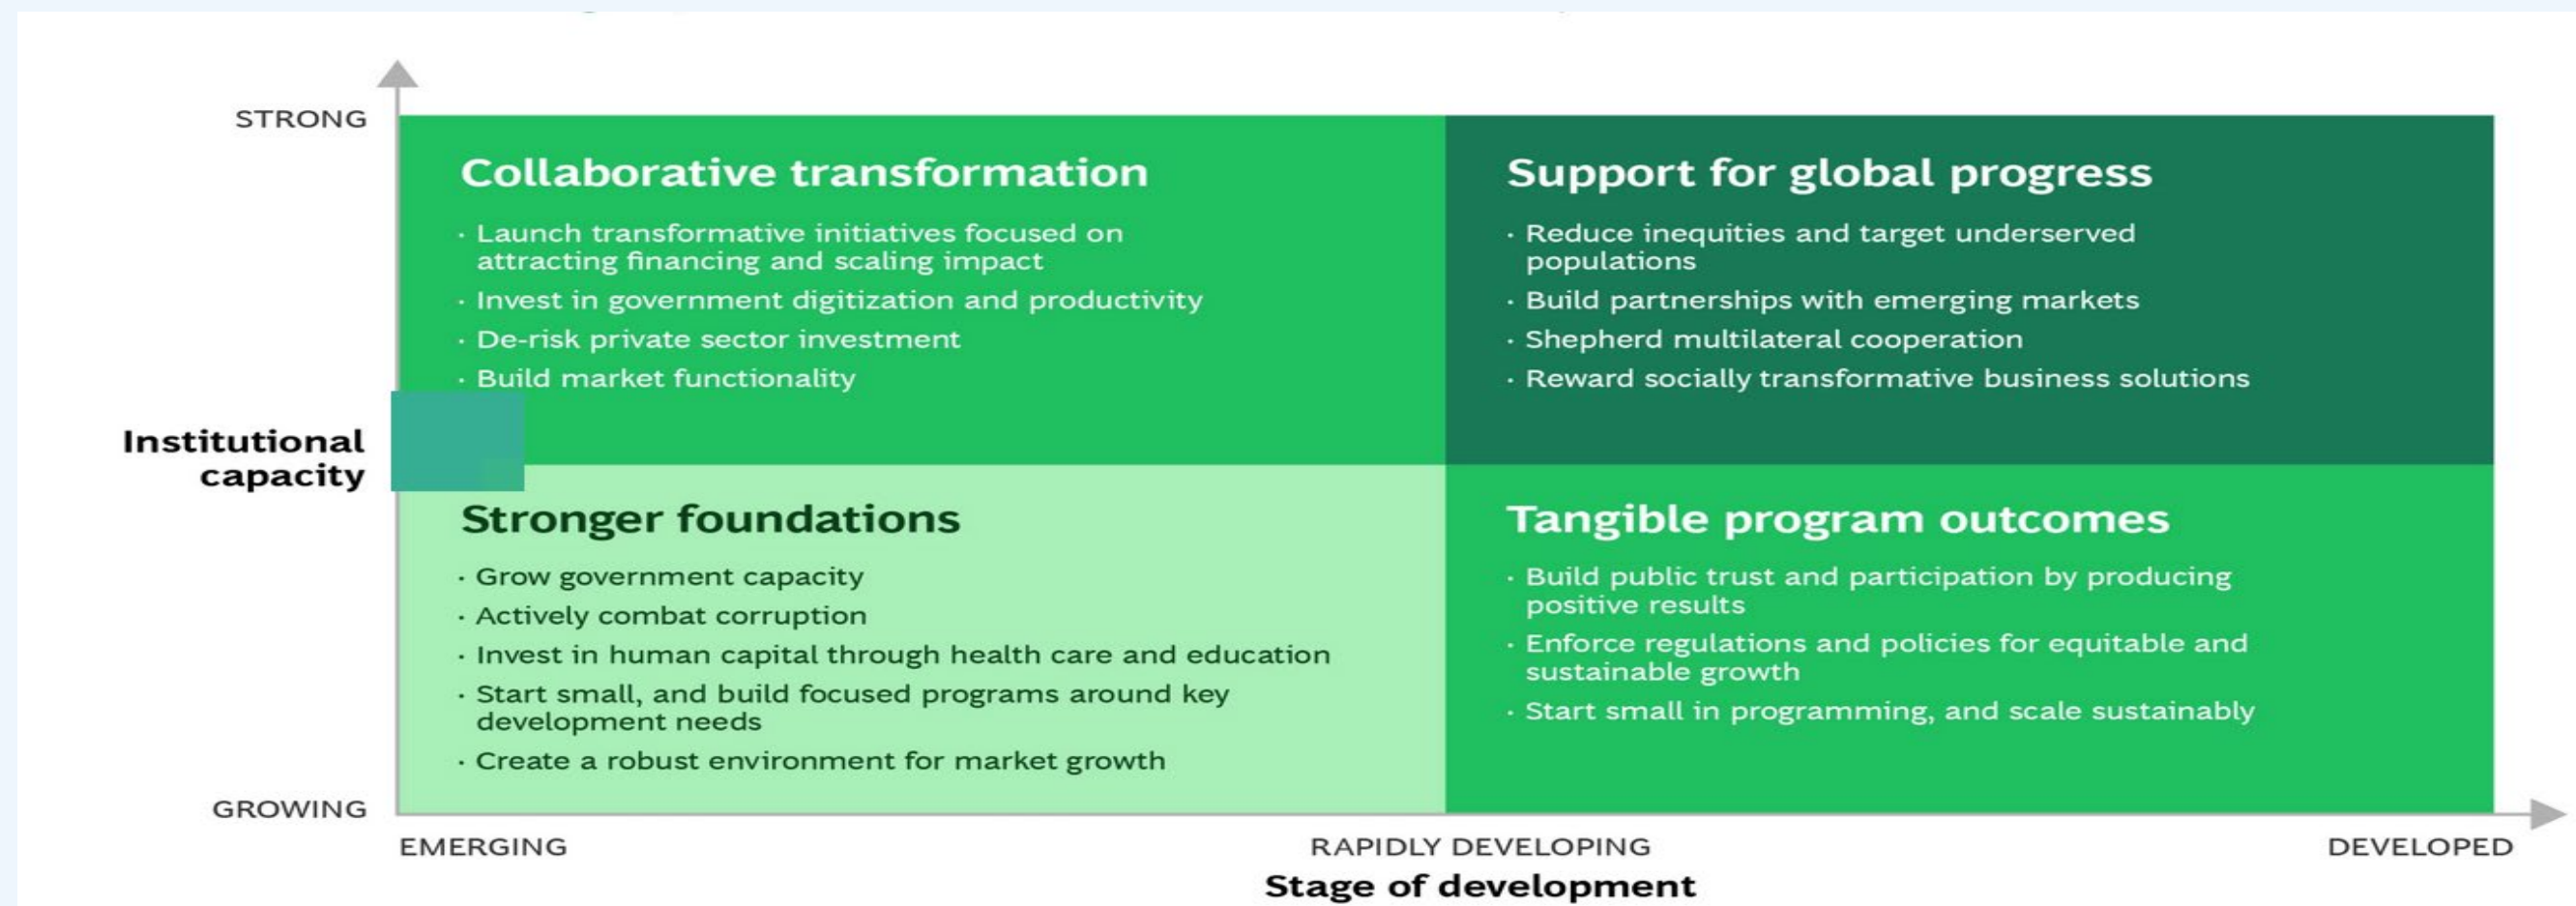 STRONG
Collaborative transformation
· Launch transformative initiatives focused on
attracting financing and scaling impact
· Invest in government digitization and productivity
· De-risk private sector investment
· Build market functionality
Support for global progress
· Reduce inequities and target underserved
populations
· Build partnerships with emerging markets
· Shepherd multilateral cooperation
· Reward socially transformative business solutions
Institutional
capacity
Stronger foundations
· Grow government capacity
· Actively combat corruption
· Invest in human capital through health care and education
· Start small, and build focused programs around key
development needs
· Create a robust environment for market growth
Tangible program outcomes
· Build public trust and participation by producing
positive results
· Enforce regulations and policies for equitable and
sustainable growth
· Start small in programming, and scale sustainably
GROWING
EMERGING
RAPIDLY DEVELOPING
DEVELOPED
Stage of development